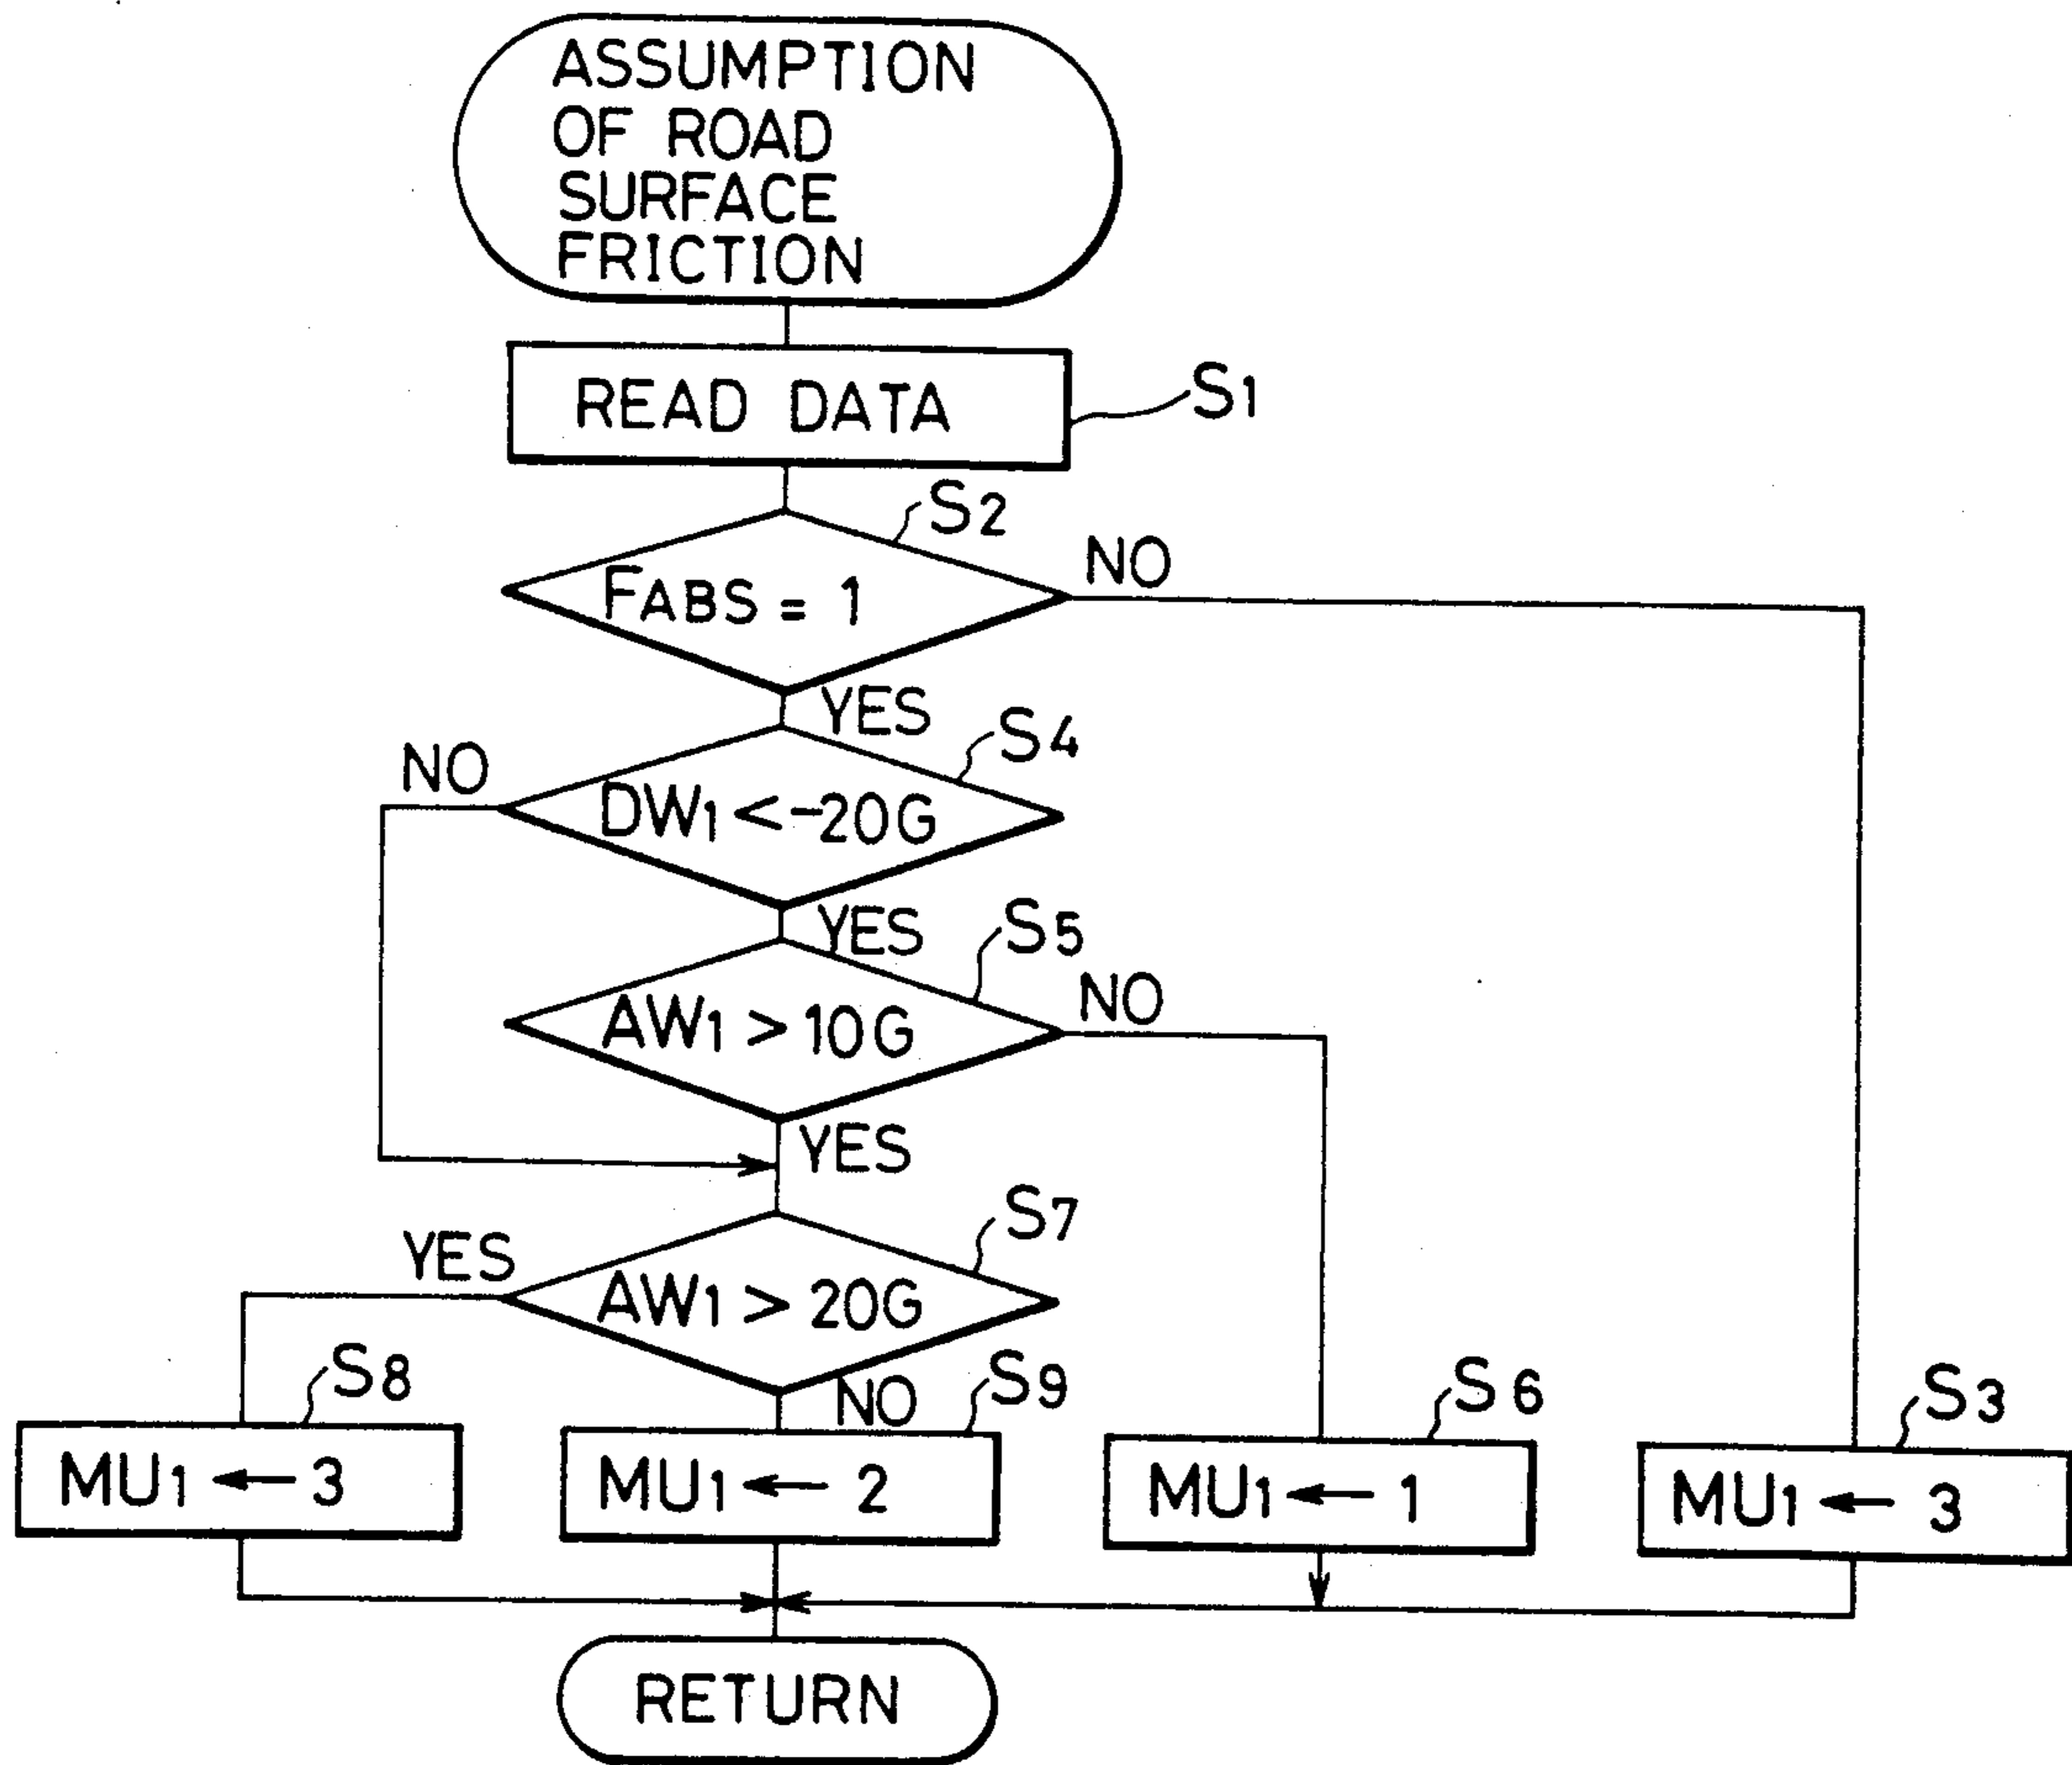 ASSUMPTION
OF ROAD
SURFACE
FRICTION
READ DATA
S1
S2
FABS = 1
NO
YES
S4
NO
DW1 < -20G
YES
S5
AW1 > 10G
NO
YES
S7
YES
AW1 > 20G
NO
S8
S9
S6
S3
MU1 ← 3
MU1 ← 2
MU1 ← 1
MU1 ← 3
RETURN